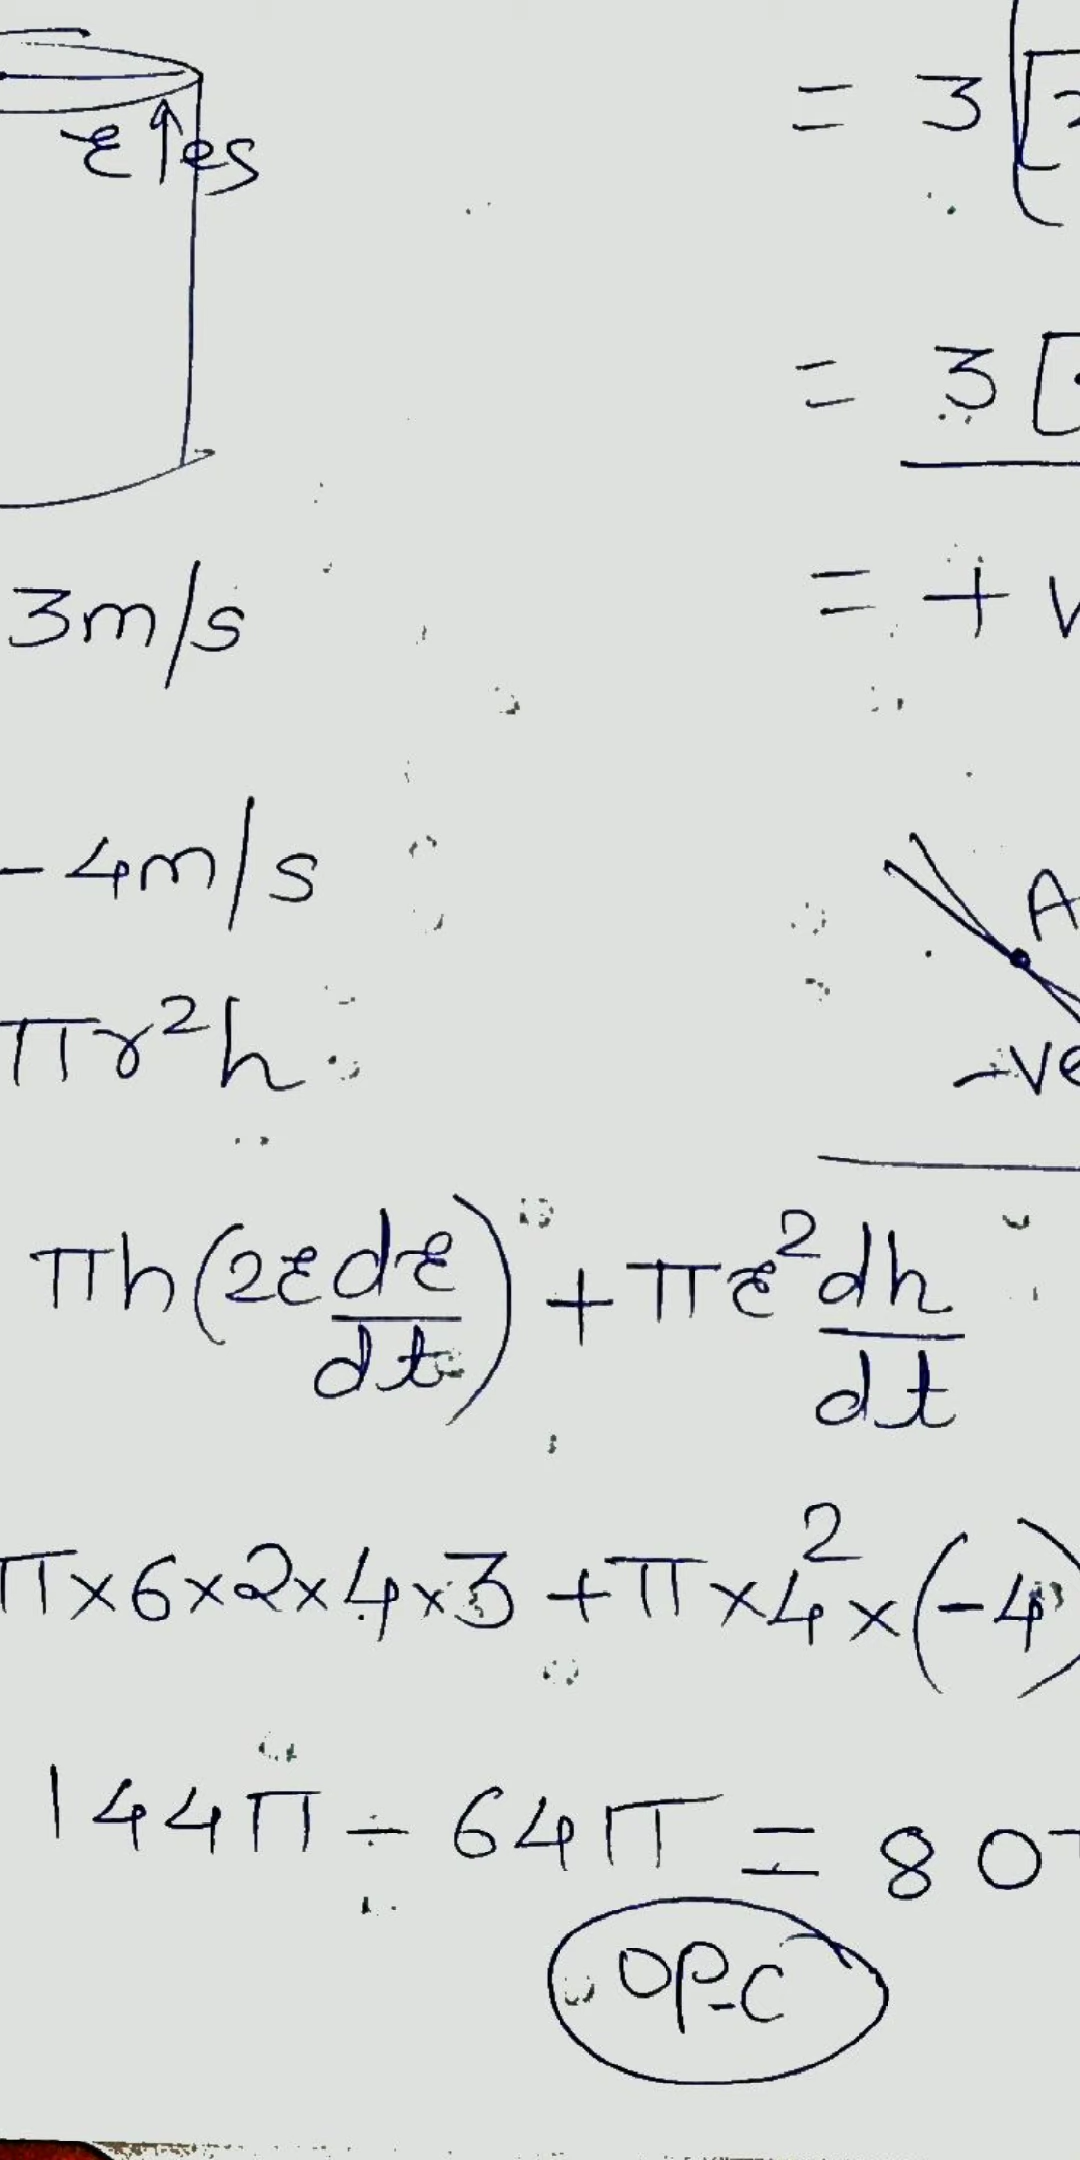 r↑es
3m/s
-4m/s
πr²h
πh(2r dr/dt) + πr² dh/dt
π×6×2×4×3 + π×4²×(-4)
144π - 64π = 80
OP-C
= 3
= 3
= +
A
-ve